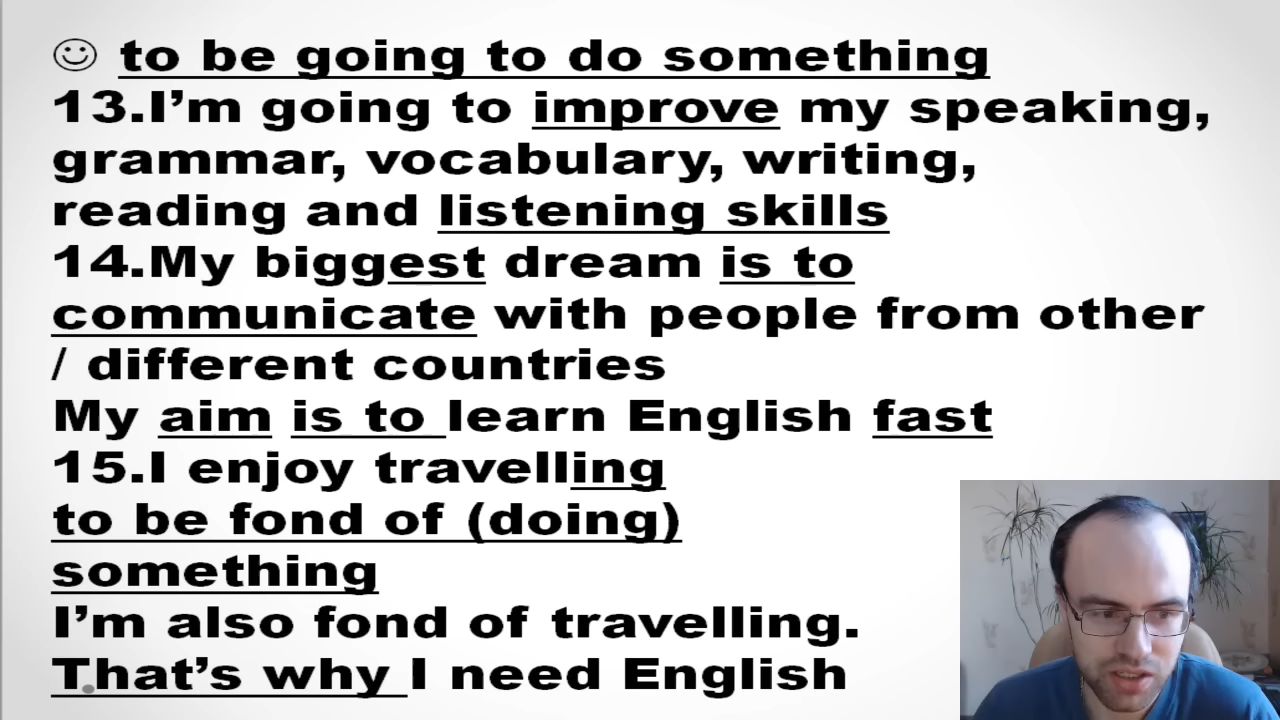 ☺ to be going to do something
13.I’m going to improve my speaking,
grammar, vocabulary, writing,
reading and listening skills
14.My biggest dream is to
communicate with people from other
/ different countries
My aim is to learn English fast
15.I enjoy travelling
to be fond of (doing)
something
I’m also fond of travelling.
That’s why I need English